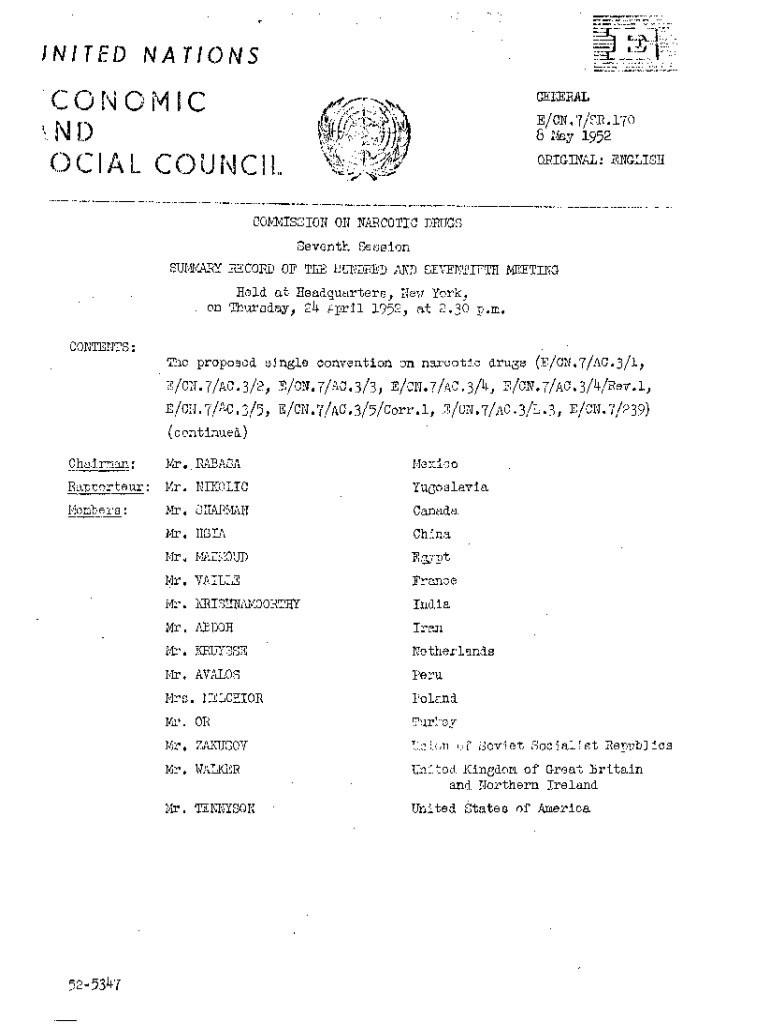 UNITED NATIONS
ECONOMIC
AND
SOCIAL COUNCIL
E
GENERAL
E/CN.7/SR.170
8 May 1952
ORIGINAL: ENGLISH
COMMISSION ON NARCOTIC DRUGS
Seventh Session
SUMMARY RECORD OF THE HUNDRED AND SEVENTIETH MEETING
Held at Headquarters, New York,
on Thursday, 24 April 1952, at 2.30 p.m.
CONTENTS:
The proposed single convention on narcotic drugs (E/CN.7/AC.3/1,
E/CN.7/AC.3/2, E/CN.7/AC.3/3, E/CN.7/AC.3/4, E/CN.7/AC.3/4/Rev.1,
E/CN.7/AC.3/5, E/CN.7/AC.3/5/Corr.1, E/CN.7/AC.3/L.3, E/CN.7/239)
(continued)
Chairman: Mr. RABASA Mexico
Rapporteur: Mr. NIKOLIC Yugoslavia
Members: Mr. SHARMAN Canada
Mr. HSIA China
Mr. MAHMOUD Egypt
Mr. VAILLE France
Mr. KRISHNAMOORTHY India
Mr. ABDOH Iran
Mr. KRUYSSE Netherlands
Mr. AVALOS Peru
Mrs. MELCHIOR Poland
Mr. OR Turkey
Mr. ZAKUSOV Union of Soviet Socialist Republics
Mr. WALKER United Kingdom of Great Britain
and Northern Ireland
Mr. TENNYSON United States of America
52-5347